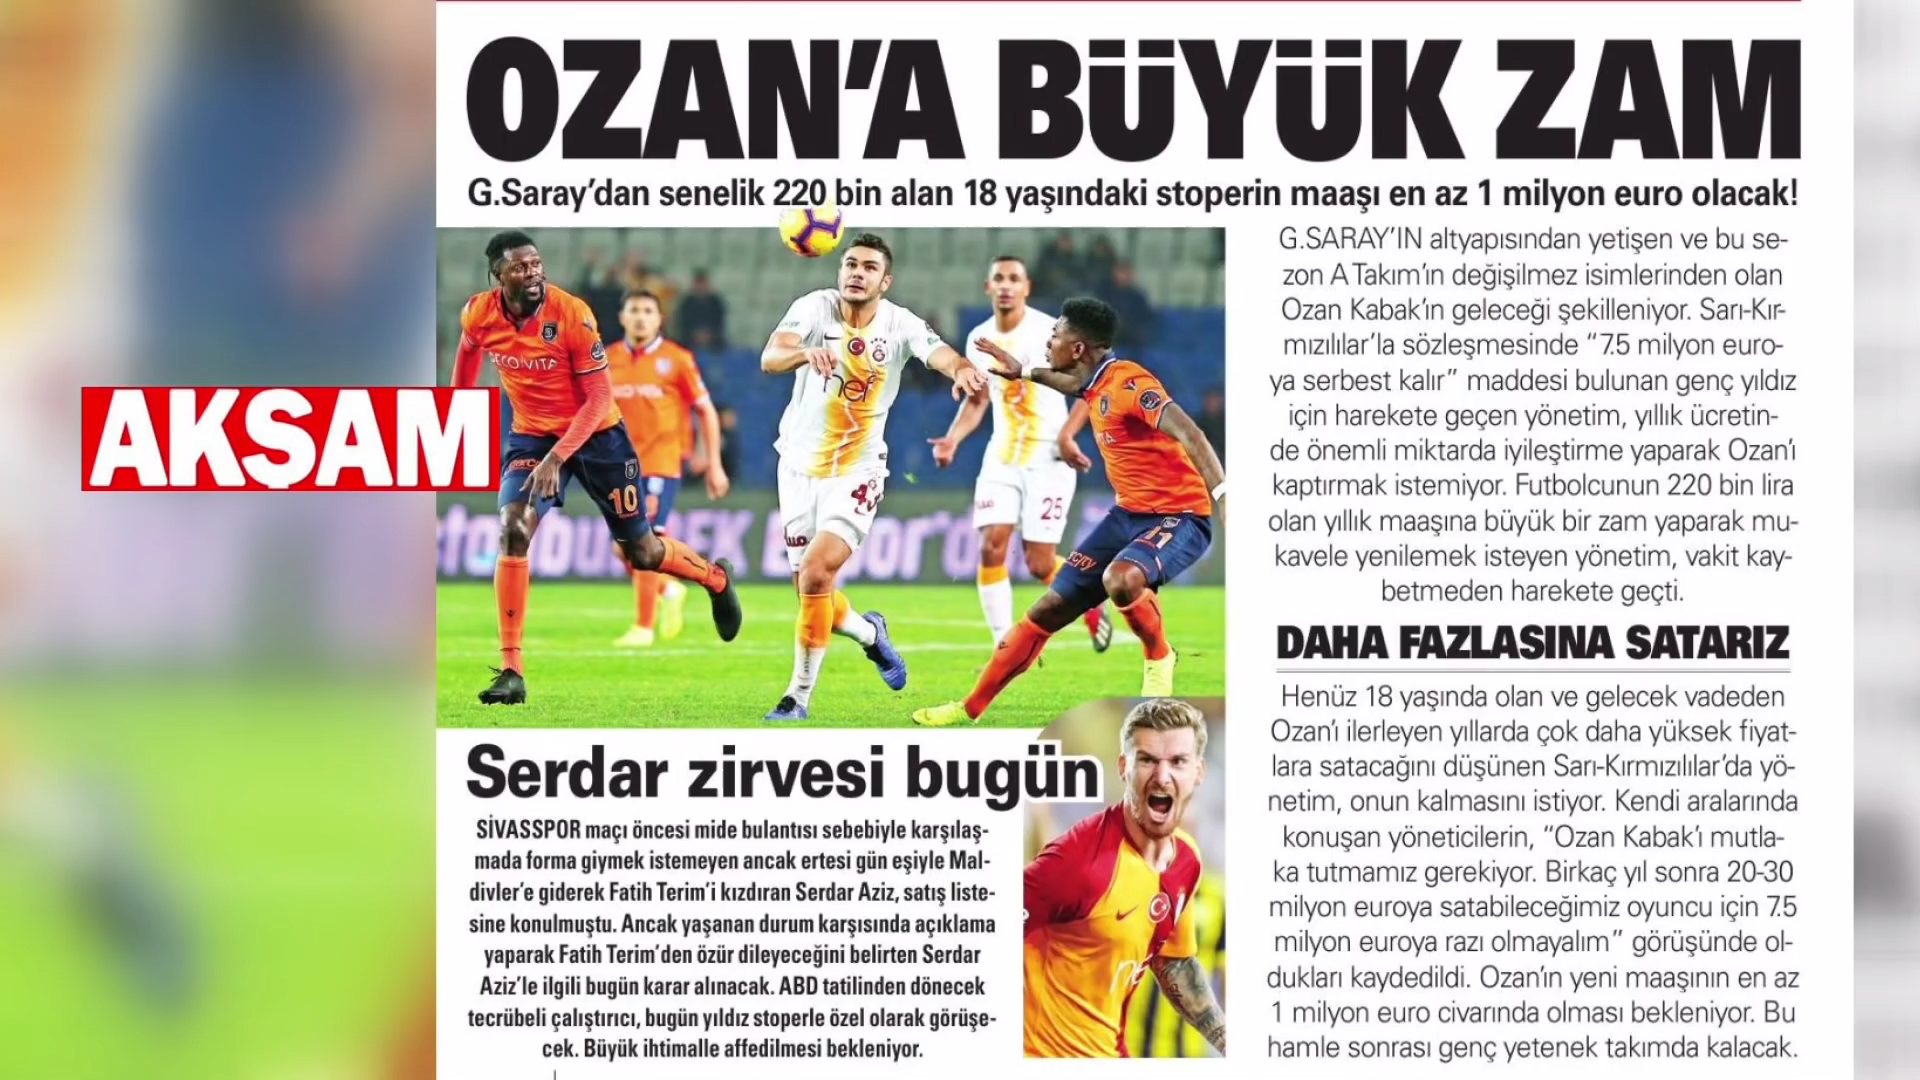 OZAN'A BÜYÜK ZAM
G.Saray'dan senelik 220 bin alan 18 yaşındaki stoperin maaşı en az 1 milyon euro olacak!
AKŞAM
RECOVITA
10
nef
43
25
11
G.SARAY'IN altyapısından yetişen ve bu se-
zon A Takım'ın değişilmez isimlerinden olan
Ozan Kabak'ın geleceği şekilleniyor. Sarı-Kır-
mızılılar'la sözleşmesinde “7.5 milyon euro-
ya serbest kalır” maddesi bulunan genç yıldız
için harekete geçen yönetim, yıllık ücretin-
de önemli miktarda iyileştirme yaparak Ozan'ı
kaptırmak istemiyor. Futbolcunun 220 bin lira
olan yıllık maaşına büyük bir zam yaparak mu-
kavele yenilemek isteyen yönetim, vakit kay-
betmeden harekete geçti.
DAHA FAZLASINA SATARIZ
Henüz 18 yaşında olan ve gelecek vadeden
Ozan'ı ilerleyen yıllarda çok daha yüksek fiyat-
lara satacağını düşünen Sarı-Kırmızılılar'da yö-
netim, onun kalmasını istiyor. Kendi aralarında
konuşan yöneticilerin, “Ozan Kabak'ı mutla-
ka tutmamız gerekiyor. Birkaç yıl sonra 20-30
milyon euroya satabileceğimiz oyuncu için 7.5
milyon euroya razı olmayalım” görüşünde ol-
dukları kaydedildi. Ozan'ın yeni maaşının en az
1 milyon euro civarında olması bekleniyor. Bu
hamle sonrası genç yetenek takımda kalacak.
Serdar zirvesi bugün
SİVASSPOR maçı öncesi mide bulantısı sebebiyle karşılaş-
mada forma giymek istemeyen ancak ertesi gün eşiyle Mal-
divler'e giderek Fatih Terim'i kızdıran Serdar Aziz, satış liste-
sine konulmuştu. Ancak yaşanan durum karşısında açıklama
yaparak Fatih Terim'den özür dileyeceğini belirten Serdar
Aziz'le ilgili bugün karar alınacak. ABD tatilinden dönecek
tecrübeli çalıştırıcı, bugün yıldız stoperle özel olarak görüşe-
cek. Büyük ihtimalle affedilmesi bekleniyor.